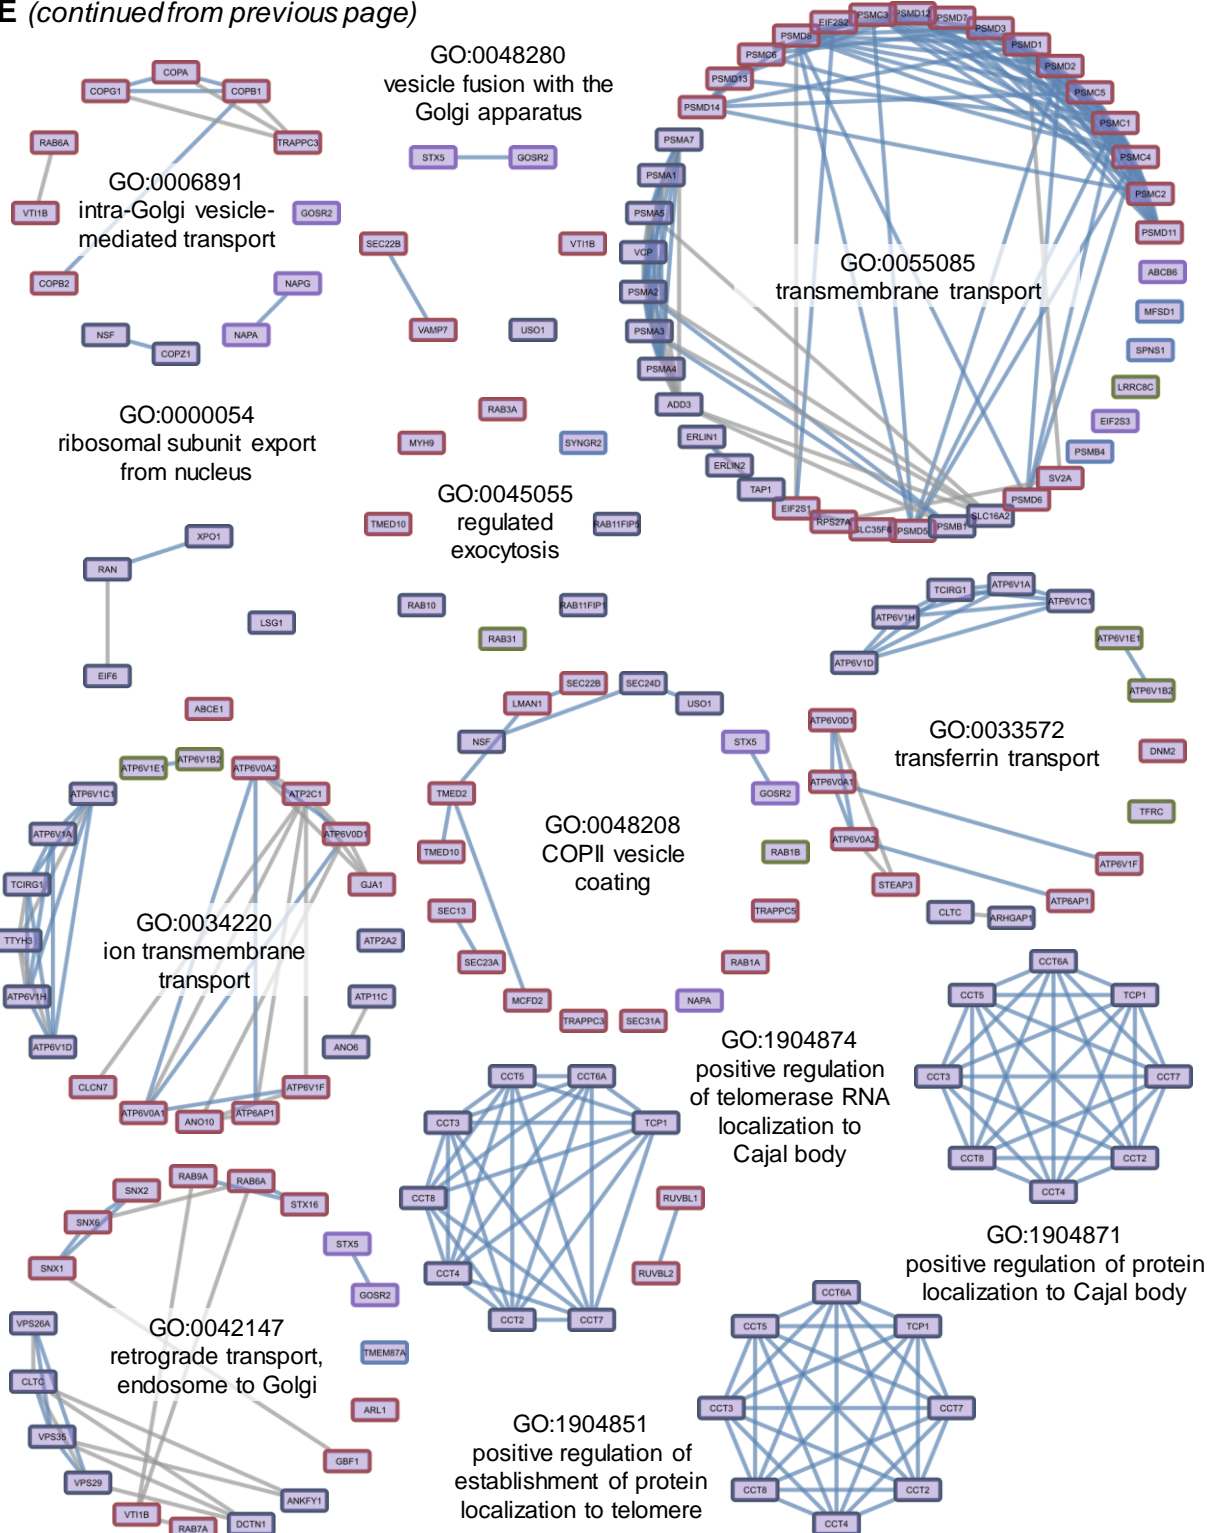 E (continued from previous page)
COPA
COPG1
COPB1
TRAPPC3
RAB6A
VTI1B
GO:0006891
intra-Golgi vesicle-
mediated transport
GOSR2
COPB2
NAPG
NSF
NAPA
COPZ1
GO:0048280
vesicle fusion with the
Golgi apparatus
STX5
GOSR2
SEC22B
VTI1B
VAMP7
USO1
EIF2S2
PSMC3
PSMD12
PSMD7
PSMD3
PSMD8
PSMD1
PSMC6
PSMD2
PSMD13
PSMC5
PSMD14
PSMC1
PSMA7
PSMC4
PSMA1
PSMC2
PSMA5
PSMD11
VCP
GO:0055085
transmembrane transport
ABCB6
PSMA2
MFSD1
PSMA3
SPNS1
PSMA4
LRRC8C
ADD3
EIF2S3
ERLIN1
PSMB4
ERLIN2
SV2A
TAP1
PSMD6
EIF2S1
SLC16A2
RPS27A
SLC35F6
PSMD5
PSMB1
GO:0000054
ribosomal subunit export
from nucleus
XPO1
RAN
LSG1
EIF6
ABCE1
RAB3A
MYH9
SYNGR2
GO:0045055
regulated
exocytosis
TMED10
RAB11FIP5
RAB10
RAB11FIP1
RAB31
TCIRG1
ATP6V1A
ATP6V1H
ATP6V1C1
ATP6V1D
ATP6V1E1
ATP6V1B2
ATP6V0D1
GO:0033572
transferrin transport
DNM2
ATP6V0A1
TFRC
ATP6V0A2
ATP6V1F
STEAP3
ATP6AP1
CLTC
ARHGAP1
SEC22B
SEC24D
LMAN1
USO1
NSF
STX5
TMED2
GOSR2
GO:0048208
COPII vesicle
coating
TMED10
RAB1B
SEC13
TRAPPC5
SEC23A
RAB1A
MCFD2
NAPA
TRAPPC3
SEC31A
ATP6V1E1
ATP6V1B2
ATP6V0A2
ATP6V1C1
ATP2C1
ATP6V1A
ATP6V0D1
TCIRG1
GJA1
GO:0034220
ion transmembrane
transport
TTYH3
ATP2A2
ATP6V1H
ATP11C
ATP6V1D
ANO6
CLCN7
ATP6V1F
ATP6V0A1
ANO10
ATP6AP1
GO:1904874
positive regulation
of telomerase RNA
localization to
Cajal body
CCT5
CCT6A
CCT3
TCP1
CCT8
RUVBL1
CCT4
RUVBL2
CCT2
CCT7
CCT6A
CCT5
TCP1
CCT3
CCT7
CCT8
CCT2
CCT4
GO:1904871
positive regulation of protein
localization to Cajal body
RAB9A
RAB6A
SNX2
STX16
SNX6
STX5
SNX1
GOSR2
VPS26A
GO:0042147
retrograde transport,
endosome to Golgi
TMEM87A
CLTC
ARL1
VPS35
GBF1
VPS29
ANKFY1
VTI1B
RAB7A
DCTN1
GO:1904851
positive regulation of
establishment of protein
localization to telomere
CCT6A
CCT5
TCP1
CCT3
CCT7
CCT8
CCT2
CCT4